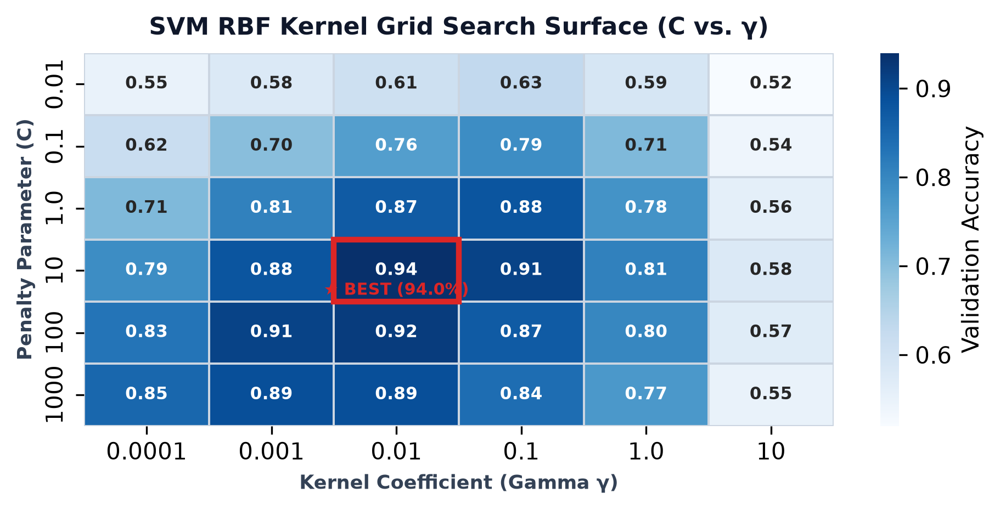 SVM RBF Kernel Grid Search Surface (C vs. γ)
Penalty Parameter (C)
0.01 0.55 0.58 0.61 0.63 0.59 0.52
0.1 0.62 0.70 0.76 0.79 0.71 0.54
1.0 0.71 0.81 0.87 0.88 0.78 0.56
10 0.79 0.88 0.94 0.91 0.81 0.58
★ BEST (94.0%)
100 0.83 0.91 0.92 0.87 0.80 0.57
1000 0.85 0.89 0.89 0.84 0.77 0.55
0.0001 0.001 0.01 0.1 1.0 10
Kernel Coefficient (Gamma γ)
0.9
0.8
0.7
0.6
Validation Accuracy